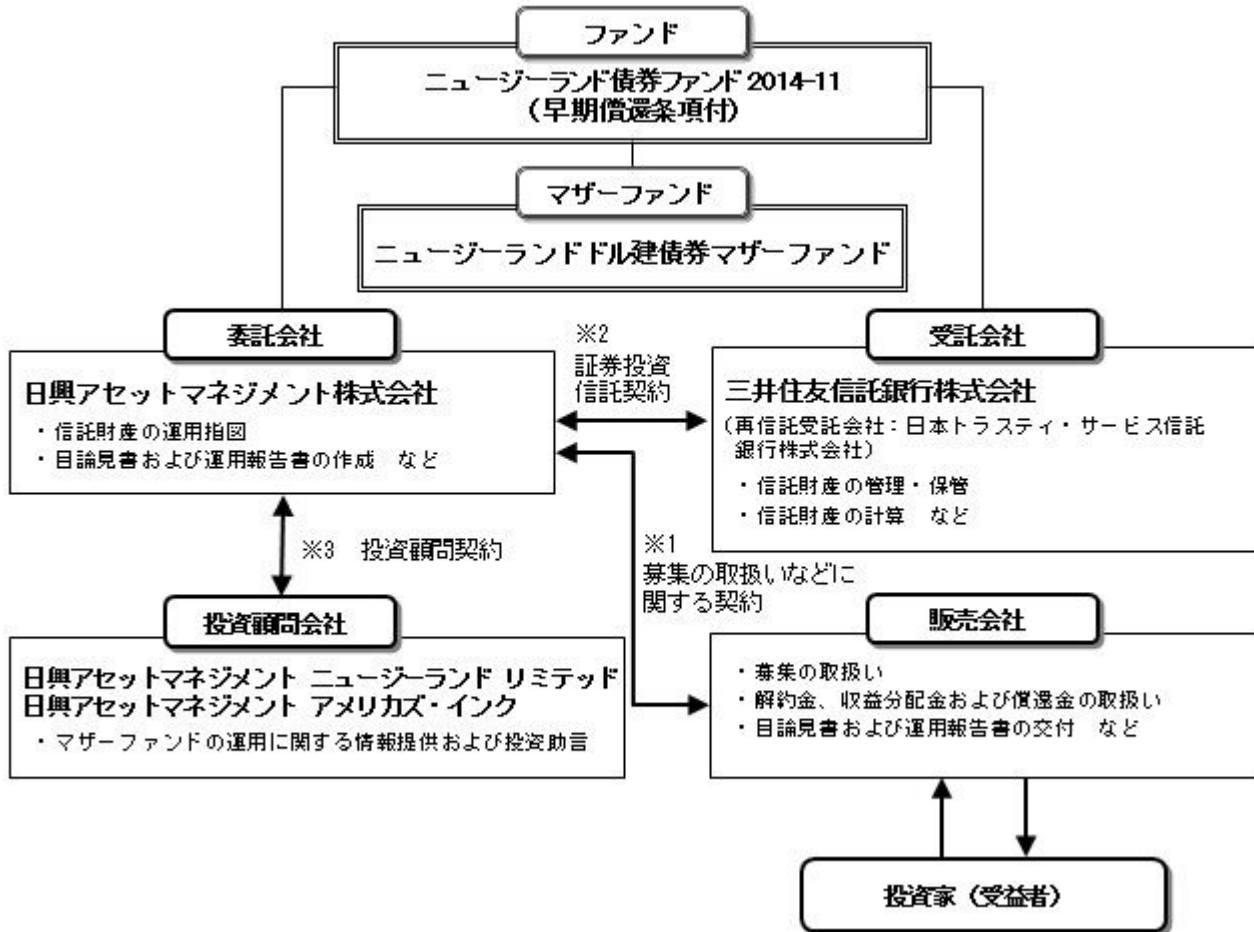 ファンド
ニュージーランド債券ファンド2014-11
(早期償還条項付)
マザーファンド
ニュージーランドドル建債券マザーファンド
委託会社
日興アセットマネジメント株式会社
・信託財産の運用指図
・目論見書および運用報告書の作成 など
※2
証券投資
信託契約
受託会社
三井住友信託銀行株式会社
(再信託受託会社:日本トラスティ・サービス信託
銀行株式会社)
・信託財産の管理・保管
・信託財産の計算 など
※3 投資顧問契約
※1
募集の取扱いなどに
関する契約
投資顧問会社
日興アセットマネジメント ニュージーランド リミテッド
日興アセットマネジメント アメリカズ・インク
・マザーファンドの運用に関する情報提供および投資助言
販売会社
・募集の取扱い
・解約金、収益分配金および償還金の取扱い
・目論見書および運用報告書の交付 など
投資家(受益者)